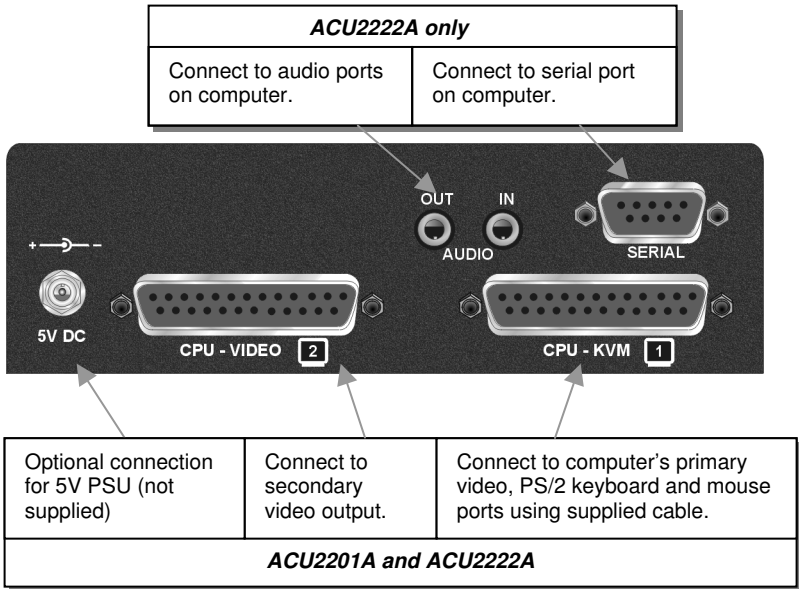 ACU2222A only
Connect to audio ports
on computer.
Connect to serial port
on computer.
OUT
IN
AUDIO
SERIAL
+ -
5V DC
CPU - VIDEO 2
CPU - KVM 1
Optional connection
for 5V PSU (not
supplied)
Connect to
secondary
video output.
Connect to computer's primary
video, PS/2 keyboard and mouse
ports using supplied cable.
ACU2201A and ACU2222A